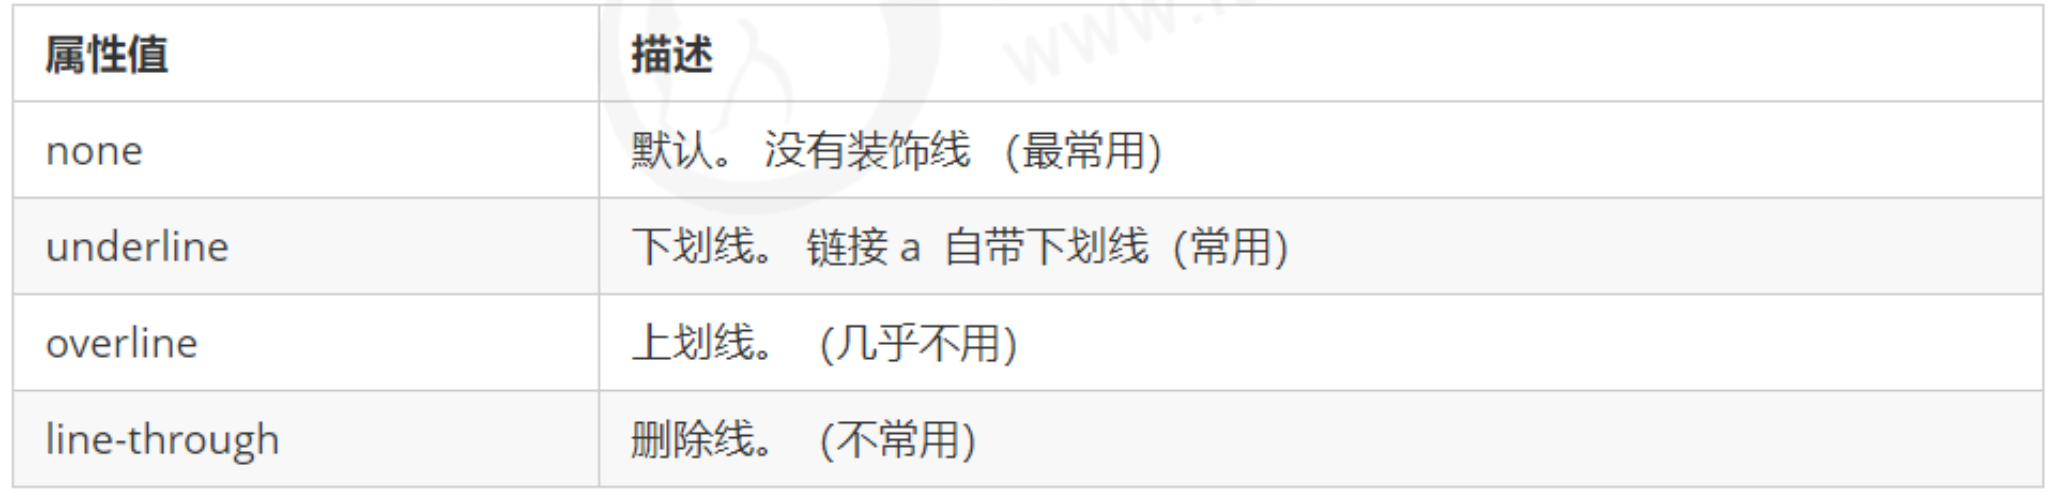 属性值 描述
none 默认。 没有装饰线 (最常用)
underline 下划线。 链接 a 自带下划线 (常用)
overline 上划线。 (几乎不用)
line-through 删除线。 (不常用)
www.